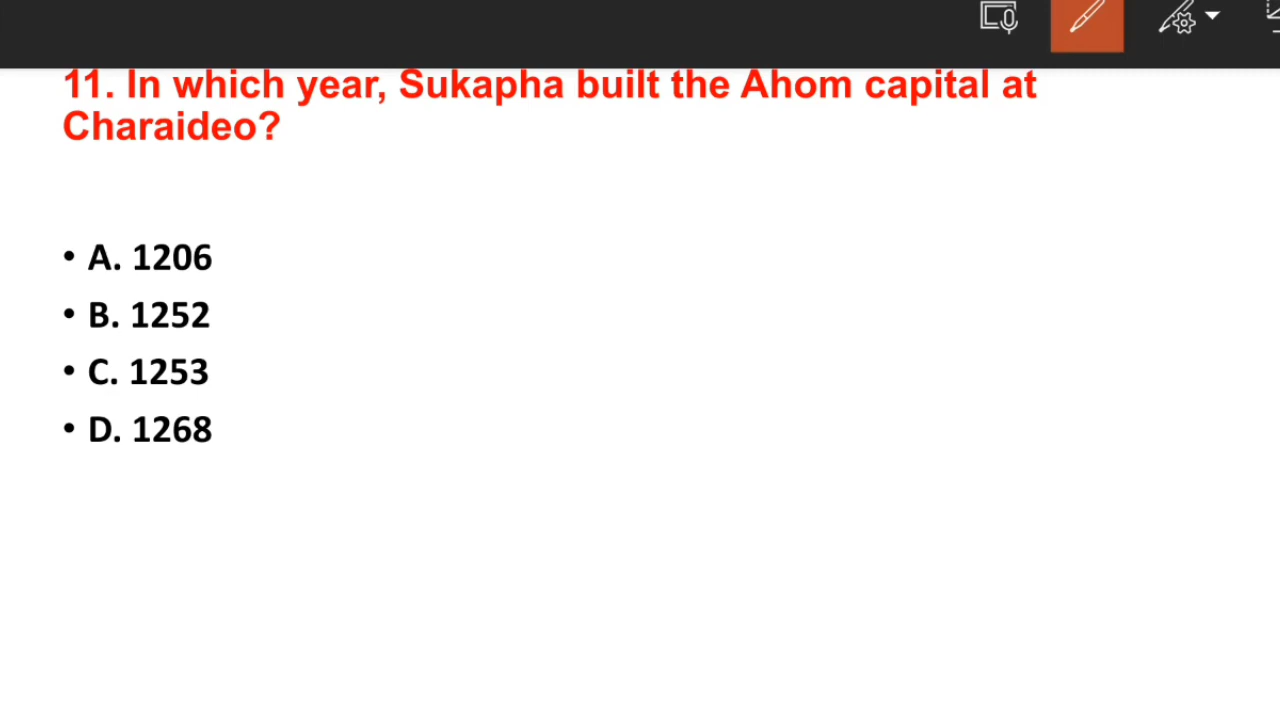 11. In which year, Sukapha built the Ahom capital at
Charaideo?
• A. 1206
• B. 1252
• C. 1253
• D. 1268